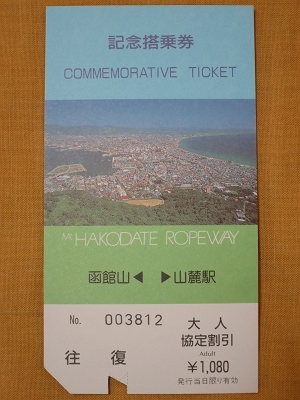 記念搭乗券
COMMEMORATIVE TICKET
Mt. HAKODATE ROPEWAY
函館山◀ ▶山麓駅
No. 003812
大人
協定割引
往復
Adult
¥1,080
発行当日限り有効